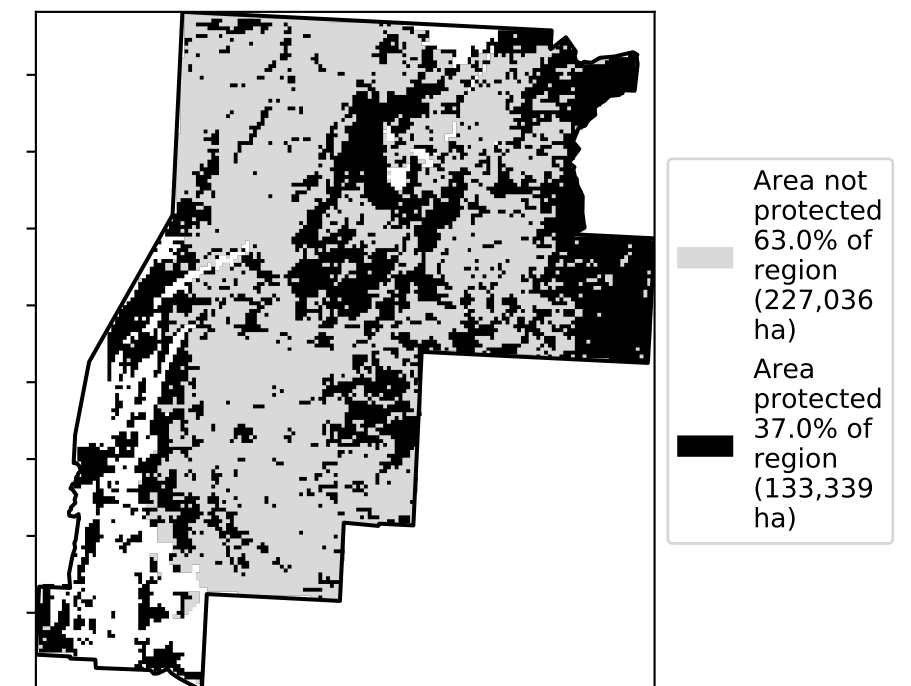 Area not
protected
63.0% of
region
(227,036
ha)
Area
protected
37.0% of
region
(133,339
ha)